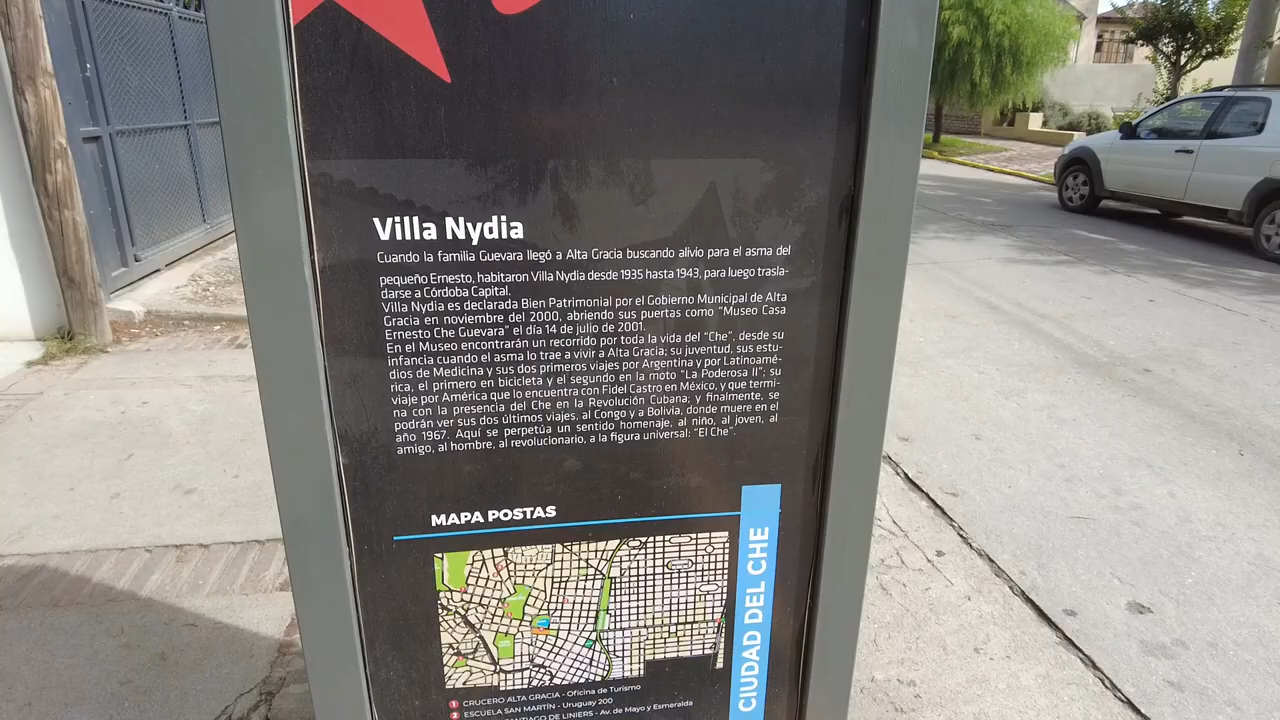 Villa Nydia
Cuando la familia Guevara llegó a Alta Gracia buscando alivio para el asma del
pequeño Ernesto, habitaron Villa Nydia desde 1935 hasta 1943, para luego trasla-
darse a Córdoba Capital.
Villa Nydia es declarada Bien Patrimonial por el Gobierno Municipal de Alta
Gracia en noviembre del 2000, abriendo sus puertas como "Museo Casa
Ernesto Che Guevara" el día 14 de julio de 2001.
En el Museo encontrarán un recorrido por toda la vida del "Che", desde su
infancia cuando el asma lo trae a vivir a Alta Gracia; su juventud, sus estu-
dios de Medicina y sus dos primeros viajes por Argentina y por Latinoamé-
rica, el primero en bicicleta y el segundo en la moto "La Poderosa II"; su
viaje por América que lo encuentra con Fidel Castro en México, y que termi-
na con la presencia del Che en la Revolución Cubana; y finalmente, se
podrán ver sus dos últimos viajes, al Congo y a Bolivia, donde muere en el
año 1967. Aquí se perpetúa un sentido homenaje, al niño, al joven, al
amigo, al hombre, al revolucionario, a la figura universal: "El Che".
MAPA POSTAS
CIUDAD DEL CHE
1 CRUCERO ALTA GRACIA - Oficina de Turismo
2 ESCUELA SAN MARTÍN - Uruguay 200
SANTIAGO DE LINIERS - Av. de Mayo y Esmeralda